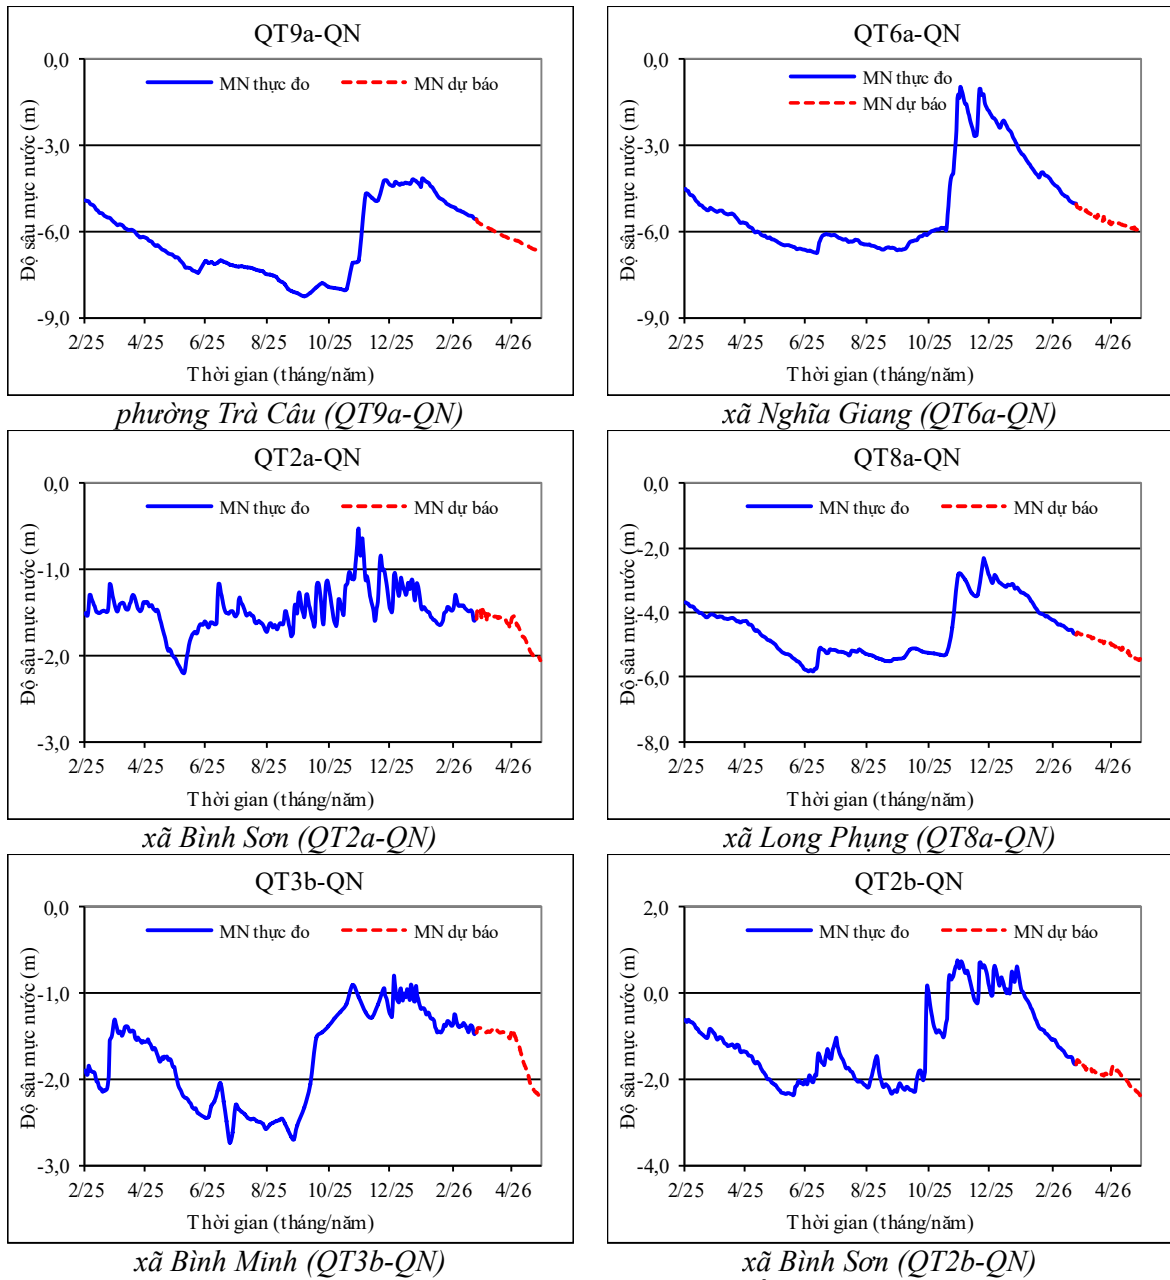 QT9a-QN
MN thực đo
MN dự báo
Độ sâu mực nước (m)
0,0
-3,0
-6,0
-9,0
2/25 4/25 6/25 8/25 10/25 12/25 2/26 4/26
Thời gian (tháng/năm)
phường Trà Câu (QT9a-QN)
QT6a-QN
MN thực đo
MN dự báo
Độ sâu mực nước (m)
0,0
-3,0
-6,0
-9,0
2/25 4/25 6/25 8/25 10/25 12/25 2/26 4/26
Thời gian (tháng/năm)
xã Nghĩa Giang (QT6a-QN)
QT2a-QN
MN thực đo
MN dự báo
Độ sâu mực nước (m)
0,0
-1,0
-2,0
-3,0
2/25 4/25 6/25 8/25 10/25 12/25 2/26 4/26
Thời gian (tháng/năm)
xã Bình Sơn (QT2a-QN)
QT8a-QN
MN thực đo
MN dự báo
Độ sâu mực nước (m)
0,0
-2,0
-4,0
-6,0
-8,0
2/25 4/25 6/25 8/25 10/25 12/25 2/26 4/26
Thời gian (tháng/năm)
xã Long Phụng (QT8a-QN)
QT3b-QN
MN thực đo
MN dự báo
Độ sâu mực nước (m)
0,0
-1,0
-2,0
-3,0
2/25 4/25 6/25 8/25 10/25 12/25 2/26 4/26
Thời gian (tháng/năm)
xã Bình Minh (QT3b-QN)
QT2b-QN
MN thực đo
MN dự báo
Độ sâu mực nước (m)
2,0
0,0
-2,0
-4,0
2/25 4/25 6/25 8/25 10/25 12/25 2/26 4/26
Thời gian (tháng/năm)
xã Bình Sơn (QT2b-QN)